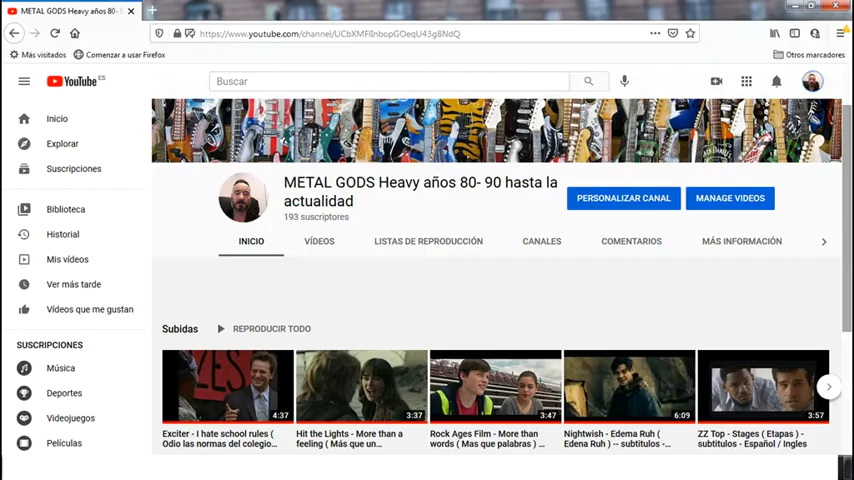 METAL GODS Heavy años 80- 9
https://www.youtube.com/channel/UCbXMFlInbopGOeqU43g8NdQ
Más visitados
Comenzar a usar Firefox
Otros marcadores
YouTube ES
Buscar
Inicio
Explorar
Suscripciones
Biblioteca
Historial
Mis vídeos
Ver más tarde
Vídeos que me gustan
SUSCRIPCIONES
Música
Deportes
Videojuegos
Películas
METAL GODS Heavy años 80- 90 hasta la
actualidad
193 suscriptores
PERSONALIZAR CANAL
MANAGE VIDEOS
INICIO
VÍDEOS
LISTAS DE REPRODUCCIÓN
CANALES
COMENTARIOS
MÁS INFORMACIÓN
Subidas
REPRODUCIR TODO
4:37
3:37
3:47
6:09
3:57
Exciter - I hate school rules (
Odio las normas del colegio...
Hit the Lights - More than a
feeling ( Más que un...
Rock Ages Film - More than
words ( Mas que palabras ) ...
Nightwish - Edema Ruh (
Edena Ruh ) -- subtitulos -...
ZZ Top - Stages ( Etapas ) -
subtitulos - Español / Ingles